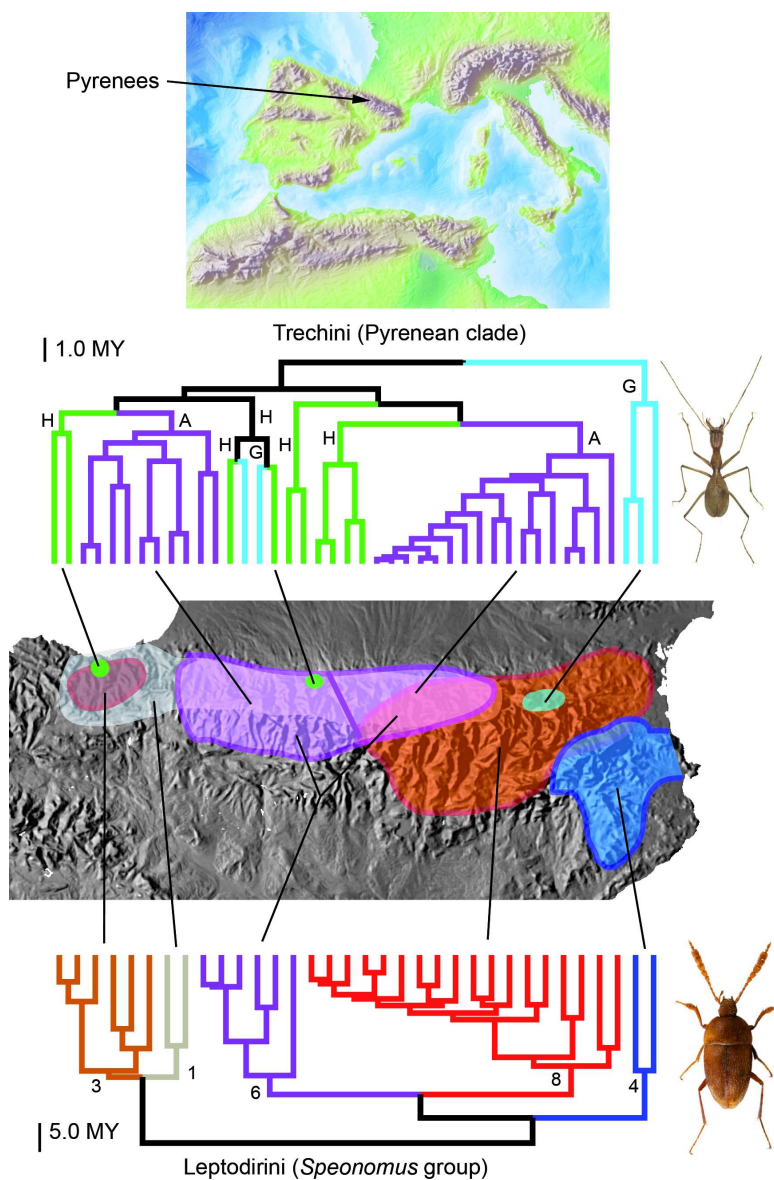 Pyrenees
Trechini (Pyrenean clade)
1.0 MY
G
H
A
H
H
G
H
H
A
3
1
6
8
4
5.0 MY
Leptodirini (Speonomus group)